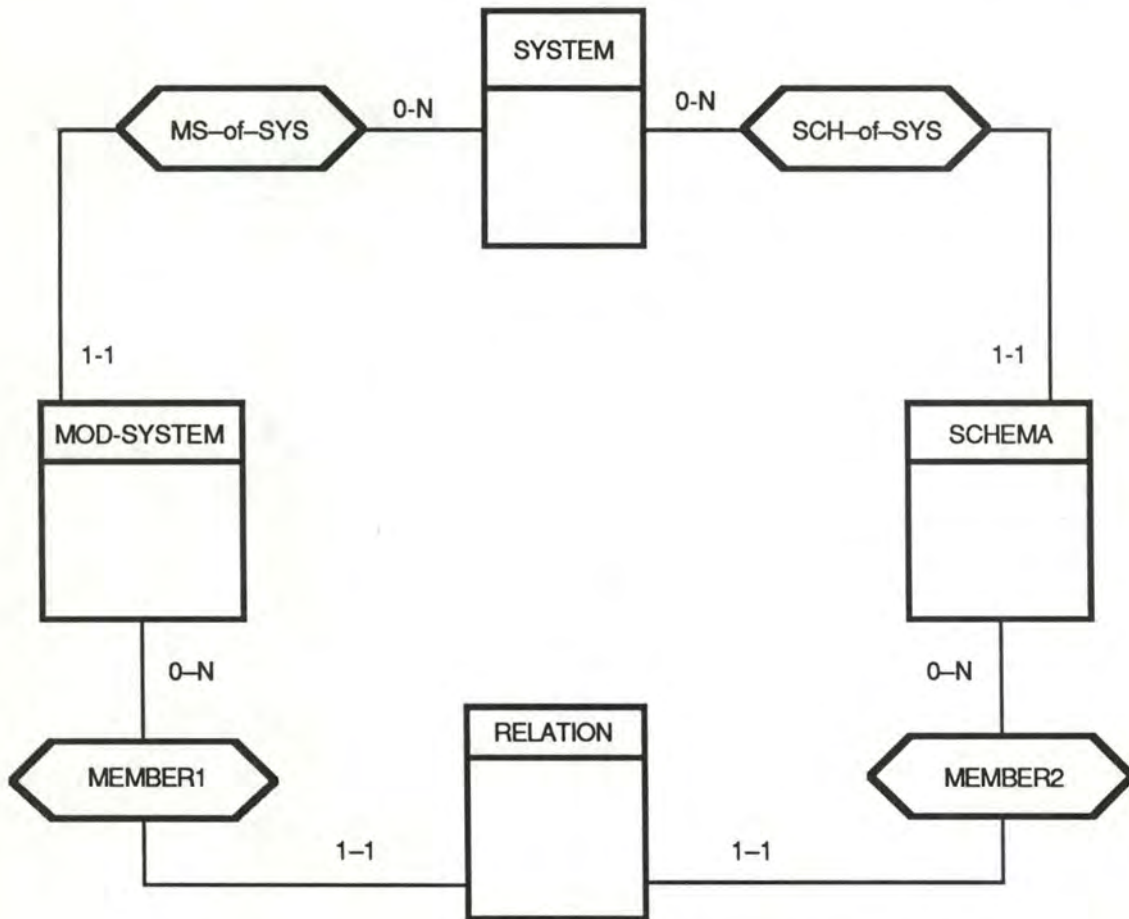 SYSTEM
MS–of–SYS
0-N
0-N
SCH–of–SYS
1-1
1-1
MOD-SYSTEM
SCHEMA
0–N
0–N
RELATION
MEMBER1
MEMBER2
1–1
1–1